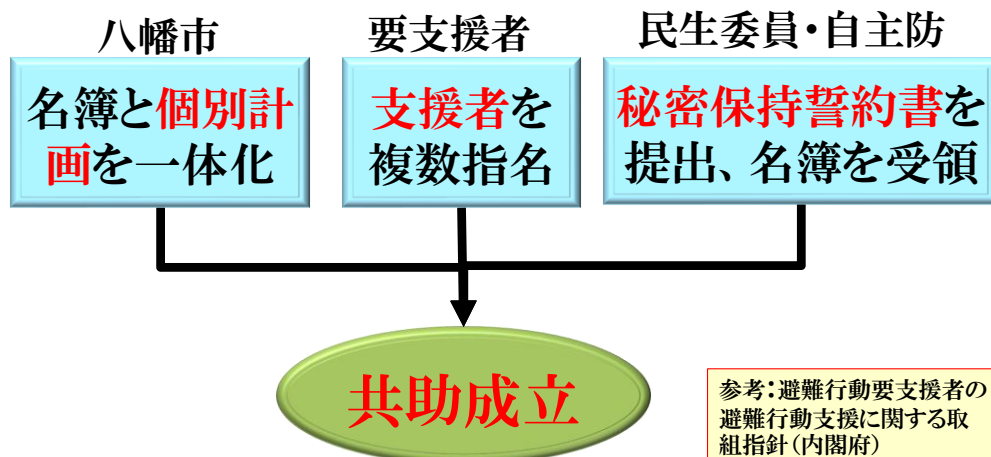 八幡市
要支援者
民生委員・自主防
名簿と個別計
画を一体化
支援者を
複数指名
秘密保持誓約書を
提出、名簿を受領
共助成立
参考:避難行動要支援者の
避難行動支援に関する取
組指針(内閣府)